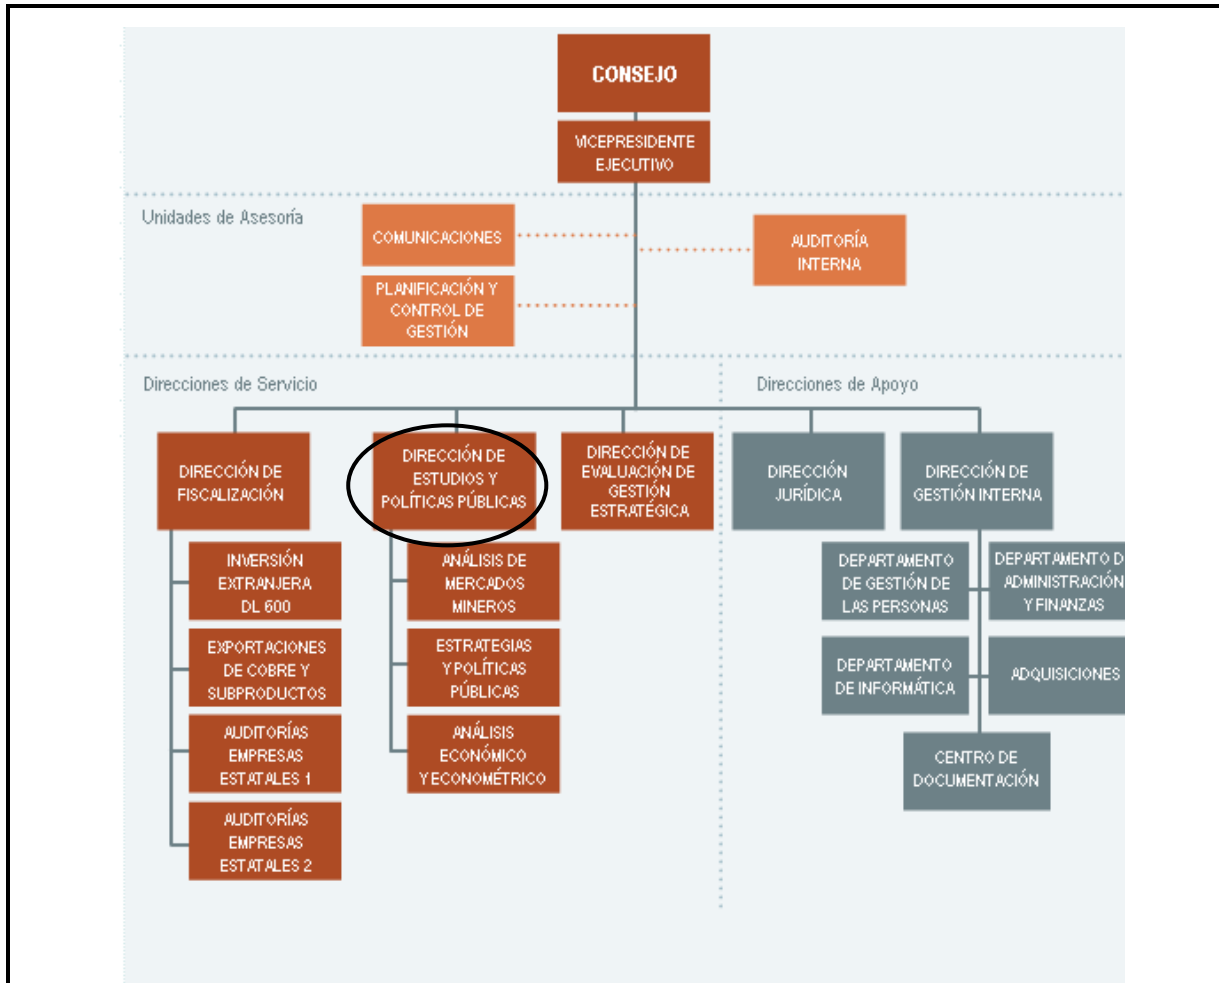 CONSEJO
VICEPRESIDENTE
EJECUTIVO
Unidades de Asesoría
COMUNICACIONES
AUDITORÍA
INTERNA
PLANIFICACIÓN Y
CONTROL DE
GESTIÓN
Direcciones de Servicio
Direcciones de Apoyo
DIRECCIÓN DE
FISCALIZACIÓN
DIRECCIÓN DE
ESTUDIOS Y
POLÍTICAS PÚBLICAS
DIRECCIÓN DE
EVALUACIÓN DE
GESTIÓN
ESTRATÉGICA
DIRECCIÓN
JURÍDICA
DIRECCIÓN DE
GESTIÓN INTERNA
INVERSIÓN
EXTRANJERA
DL 600
EXPORTACIONES
DE COBRE Y
SUBPRODUCTOS
AUDITORÍAS
EMPRESAS
ESTATALES 1
AUDITORÍAS
EMPRESAS
ESTATALES 2
ANÁLISIS DE
MERCADOS
MINEROS
ESTRATEGIAS
Y POLÍTICAS
PÚBLICAS
ANÁLISIS
ECONÓMICO
Y ECONOMÉTRICO
DEPARTAMENTO
DE GESTIÓN DE
LAS PERSONAS
DEPARTAMENTO D
ADMINISTRACIÓN
Y FINANZAS
DEPARTAMENTO
DE INFORMÁTICA
ADQUISICIONES
CENTRO DE
DOCUMENTACIÓN